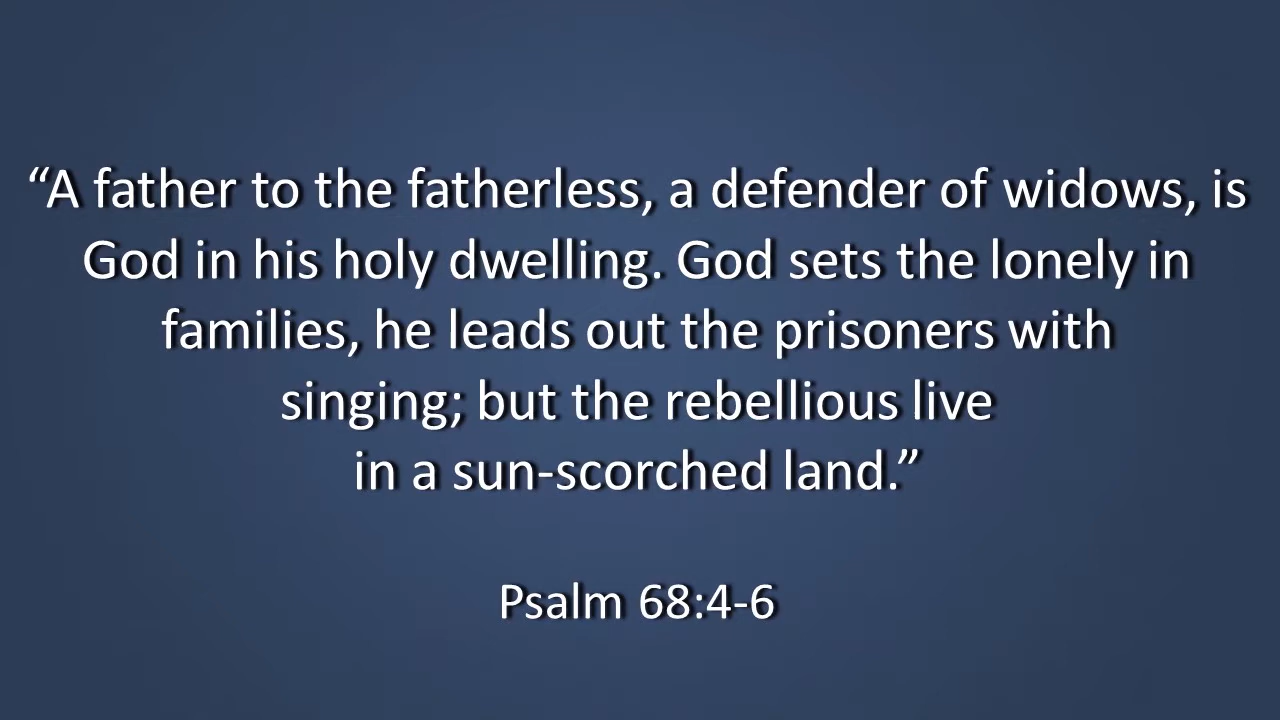 “A father to the fatherless, a defender of widows, is
God in his holy dwelling. God sets the lonely in
families, he leads out the prisoners with
singing; but the rebellious live
in a sun-scorched land.”
Psalm 68:4-6